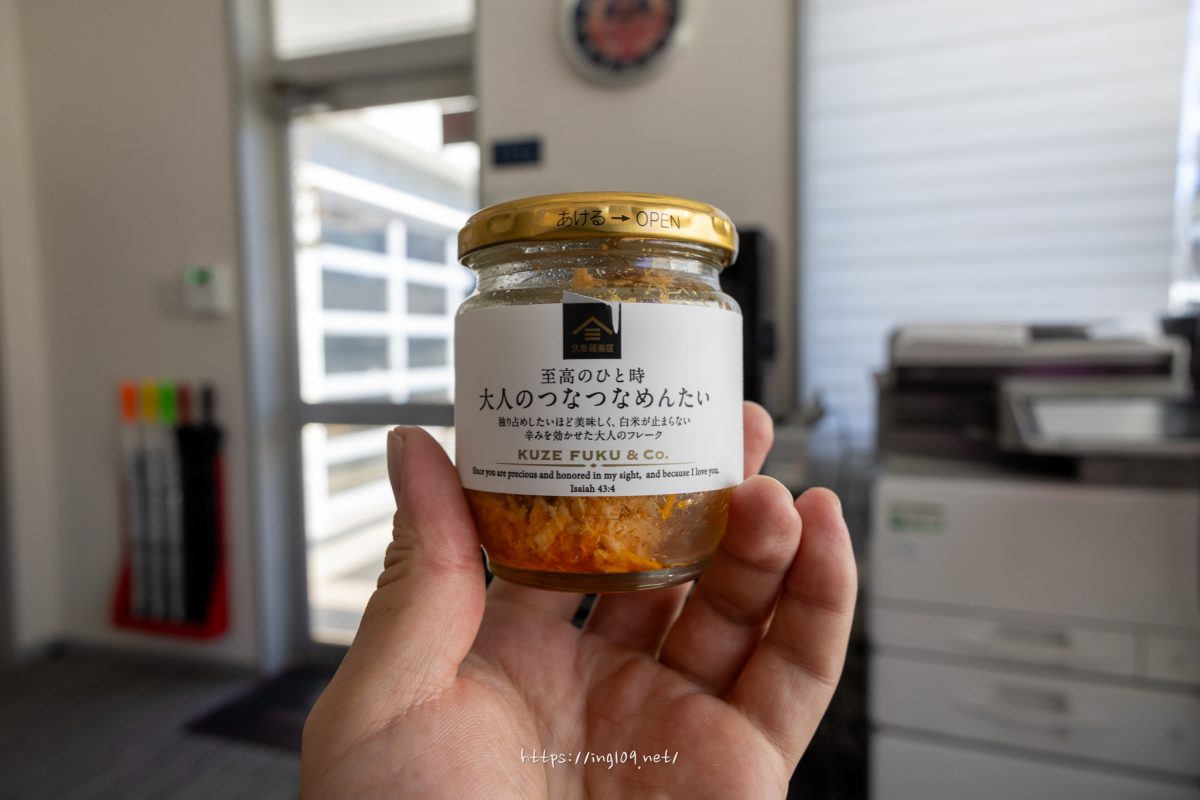 あける→OPEN
久世福商店
至高のひと時
大人のつなつなめんたい
独り占めしたいほど美味しく、白米が止まらない
辛みを効かせた大人のフレーク
KUZE FUKU & Co.
Since you are precious and honored in my sight, and because I love you,
Isaiah 43:4
https://ing109.net/